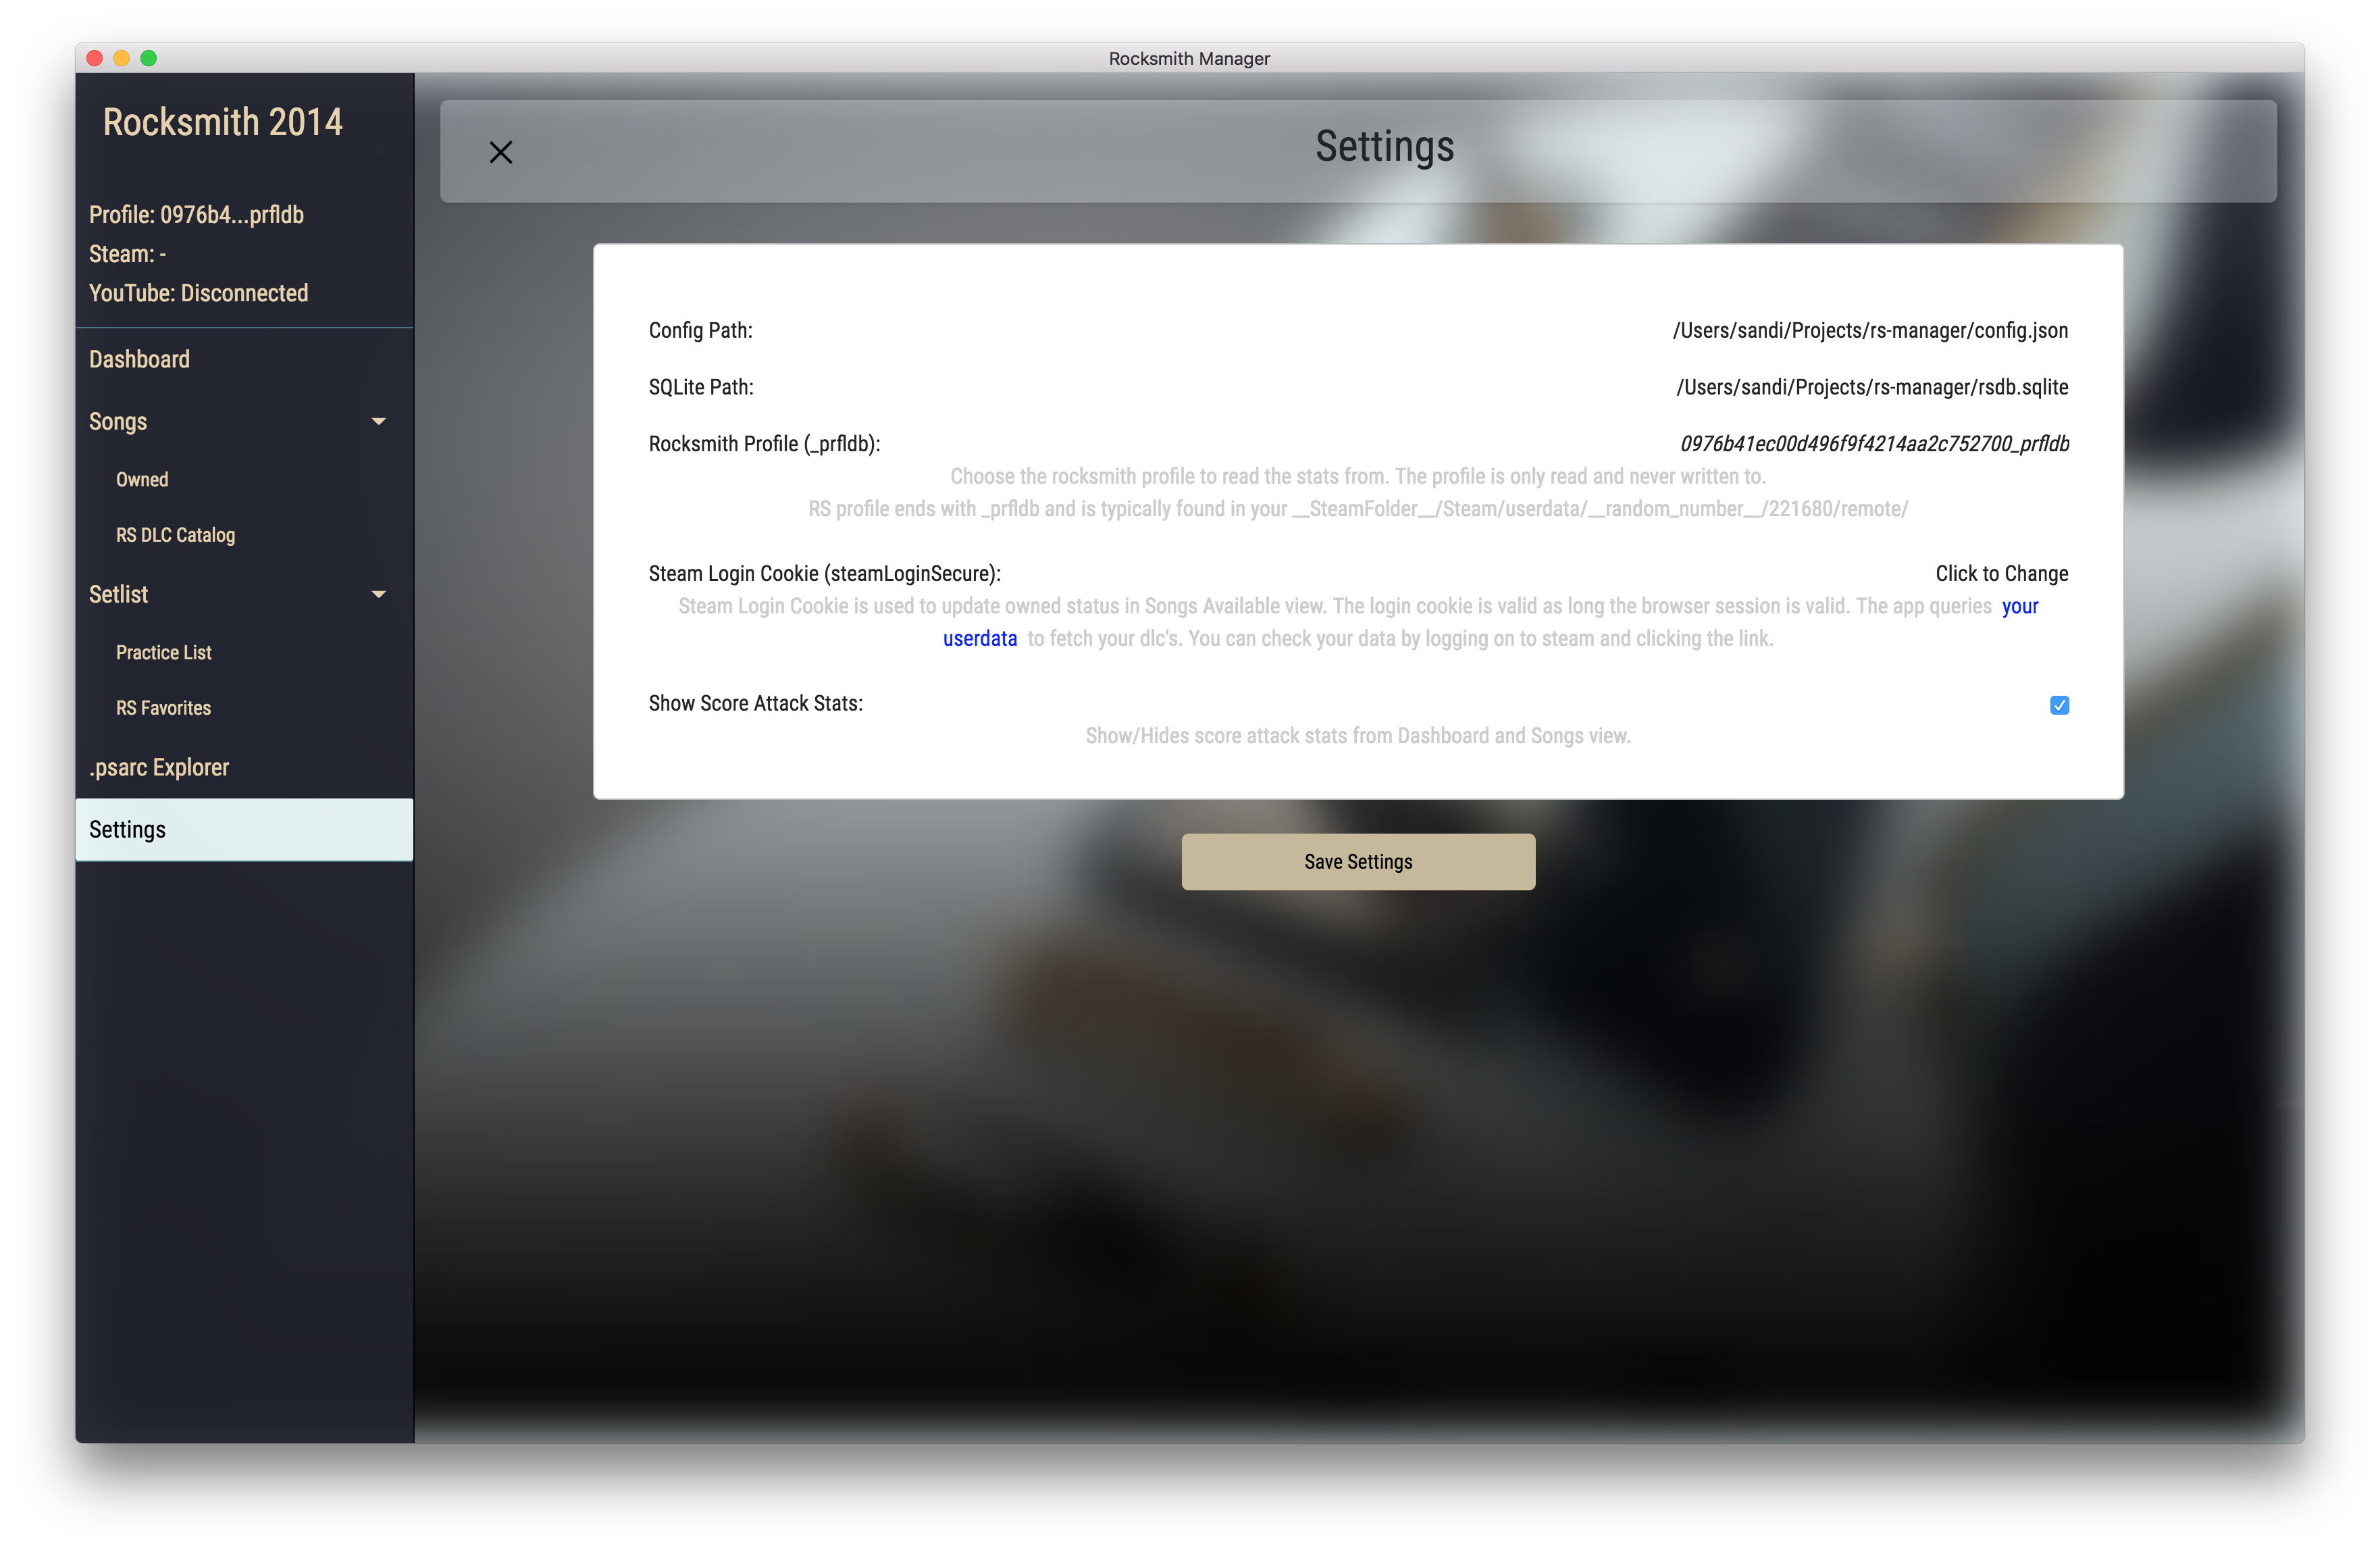 Rocksmith Manager
Rocksmith 2014
Profile: 0976b4...prfldb
Steam: -
YouTube: Disconnected
Dashboard
Songs
Owned
RS DLC Catalog
Setlist
Practice List
RS Favorites
.psarc Explorer
Settings
Settings
Config Path: /Users/sandi/Projects/rs-manager/config.json
SQLite Path: /Users/sandi/Projects/rs-manager/rsdb.sqlite
Rocksmith Profile (_prfldb): 0976b41ec00d496f9f4214aa2c752700_prfldb
Choose the rocksmith profile to read the stats from. The profile is only read and never written to.
RS profile ends with _prfldb and is typically found in your __SteamFolder__/Steam/userdata/__random_number__/221680/remote/
Steam Login Cookie (steamLoginSecure): Click to Change
Steam Login Cookie is used to update owned status in Songs Available view. The login cookie is valid as long the browser session is valid. The app queries your
userdata to fetch your dlc's. You can check your data by logging on to steam and clicking the link.
Show Score Attack Stats:
Show/Hides score attack stats from Dashboard and Songs view.
Save Settings